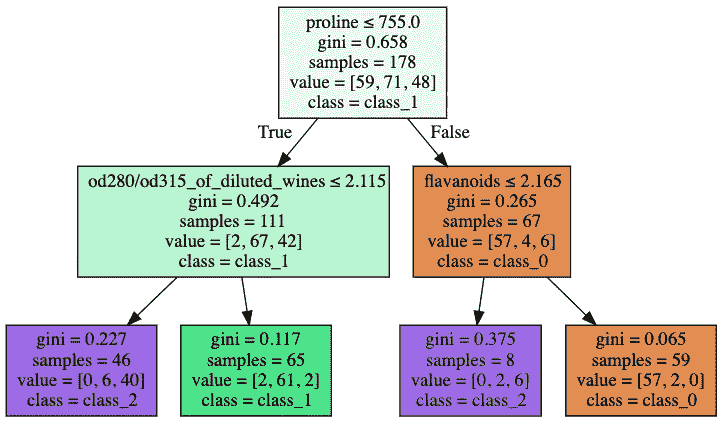 proline ≤ 755.0
gini = 0.658
samples = 178
value = [59, 71, 48]
class = class_1
True
False
od280/od315_of_diluted_wines ≤ 2.115
gini = 0.492
samples = 111
value = [2, 67, 42]
class = class_1
flavanoids ≤ 2.165
gini = 0.265
samples = 67
value = [57, 4, 6]
class = class_0
gini = 0.227
samples = 46
value = [0, 6, 40]
class = class_2
gini = 0.117
samples = 65
value = [2, 61, 2]
class = class_1
gini = 0.375
samples = 8
value = [0, 2, 6]
class = class_2
gini = 0.065
samples = 59
value = [57, 2, 0]
class = class_0